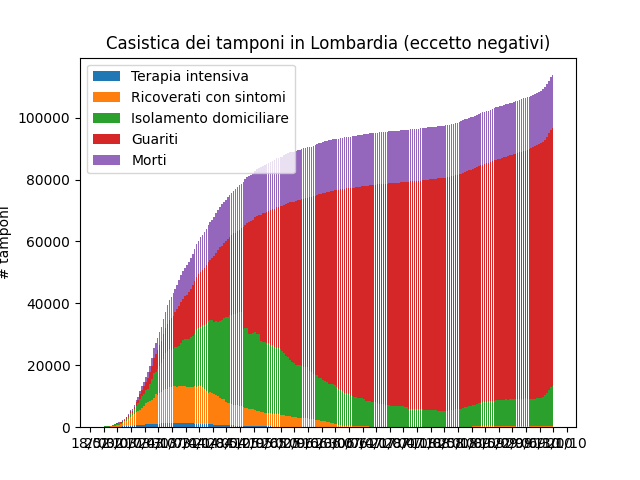 Casistica dei tamponi in Lombardia (eccetto negativi)
Terapia intensiva
Ricoverati con sintomi
Isolamento domiciliare
Guariti
Morti
100000
80000
60000
40000
20000
0
# tamponi